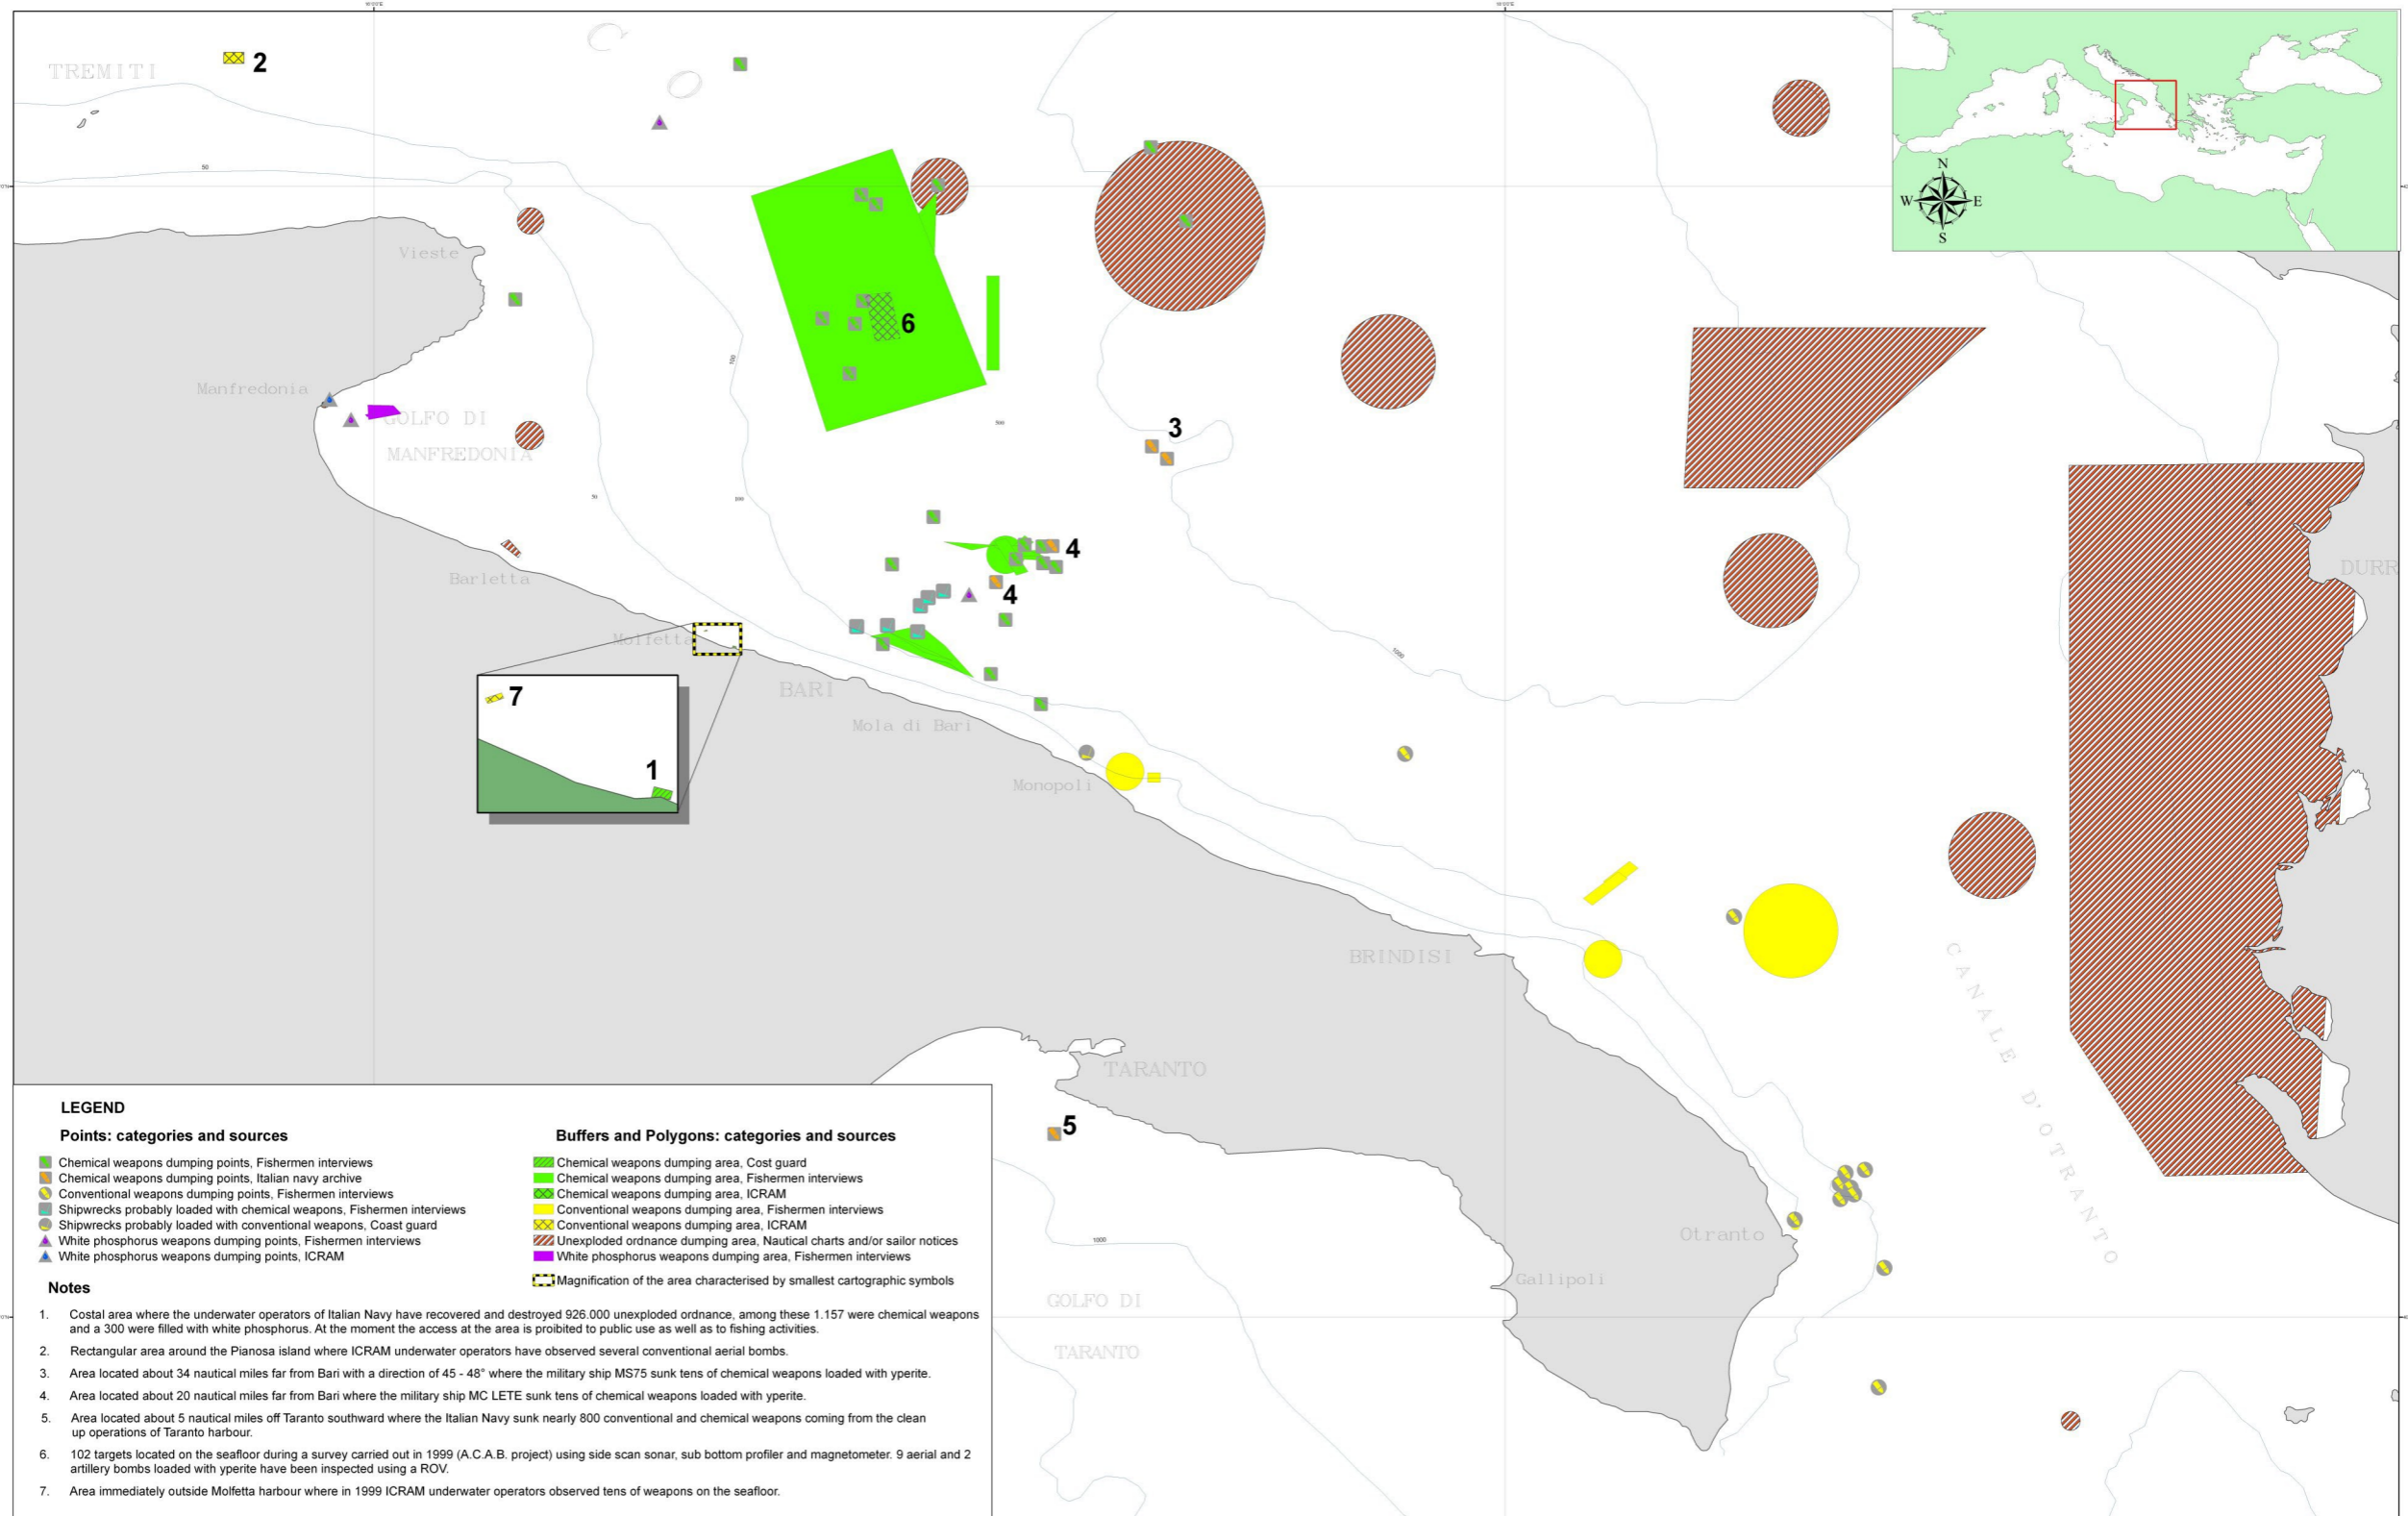 16°00'E
18°00'E
TREMITI
2
C
O
N
W
E
S
50
Vieste
6
100
Manfredonia
GOLFO DI
MANFREDONIA
500
3
50
200
Barletta
4
4
DURR
Molfetta
1000
7
1
BARI
Mola di Bari
Monopoli
BRINDISI
CANALE D'OTRANTO
TARANTO
5
Otranto
1000
Gallipoli
GOLFO DI
TARANTO
LEGEND
Points: categories and sources
Chemical weapons dumping points, Fishermen interviews
Chemical weapons dumping points, Italian navy archive
Conventional weapons dumping points, Fishermen interviews
Shipwrecks probably loaded with chemical weapons, Fishermen interviews
Shipwrecks probably loaded with conventional weapons, Coast guard
White phosphorus weapons dumping points, Fishermen interviews
White phosphorus weapons dumping points, ICRAM
Buffers and Polygons: categories and sources
Chemical weapons dumping area, Cost guard
Chemical weapons dumping area, Fishermen interviews
Chemical weapons dumping area, ICRAM
Conventional weapons dumping area, Fishermen interviews
Conventional weapons dumping area, ICRAM
Unexploded ordnance dumping area, Nautical charts and/or sailor notices
White phosphorus weapons dumping area, Fishermen interviews
Magnification of the area characterised by smallest cartographic symbols
Notes
1. Costal area where the underwater operators of Italian Navy have recovered and destroyed 926.000 unexploded ordnance, among these 1.157 were chemical weapons
and a 300 were filled with white phosphorus. At the moment the access at the area is proibited to public use as well as to fishing activities.
2. Rectangular area around the Pianosa island where ICRAM underwater operators have observed several conventional aerial bombs.
3. Area located about 34 nautical miles far from Bari with a direction of 45 - 48° where the military ship MS75 sunk tens of chemical weapons loaded with yperite.
4. Area located about 20 nautical miles far from Bari where the military ship MC LETE sunk tens of chemical weapons loaded with yperite.
5. Area located about 5 nautical miles off Taranto southward where the Italian Navy sunk nearly 800 conventional and chemical weapons coming from the clean
up operations of Taranto harbour.
6. 102 targets located on the seafloor during a survey carried out in 1999 (A.C.A.B. project) using side scan sonar, sub bottom profiler and magnetometer. 9 aerial and 2
artillery bombs loaded with yperite have been inspected using a ROV.
7. Area immediately outside Molfetta harbour where in 1999 ICRAM underwater operators observed tens of weapons on the seafloor.